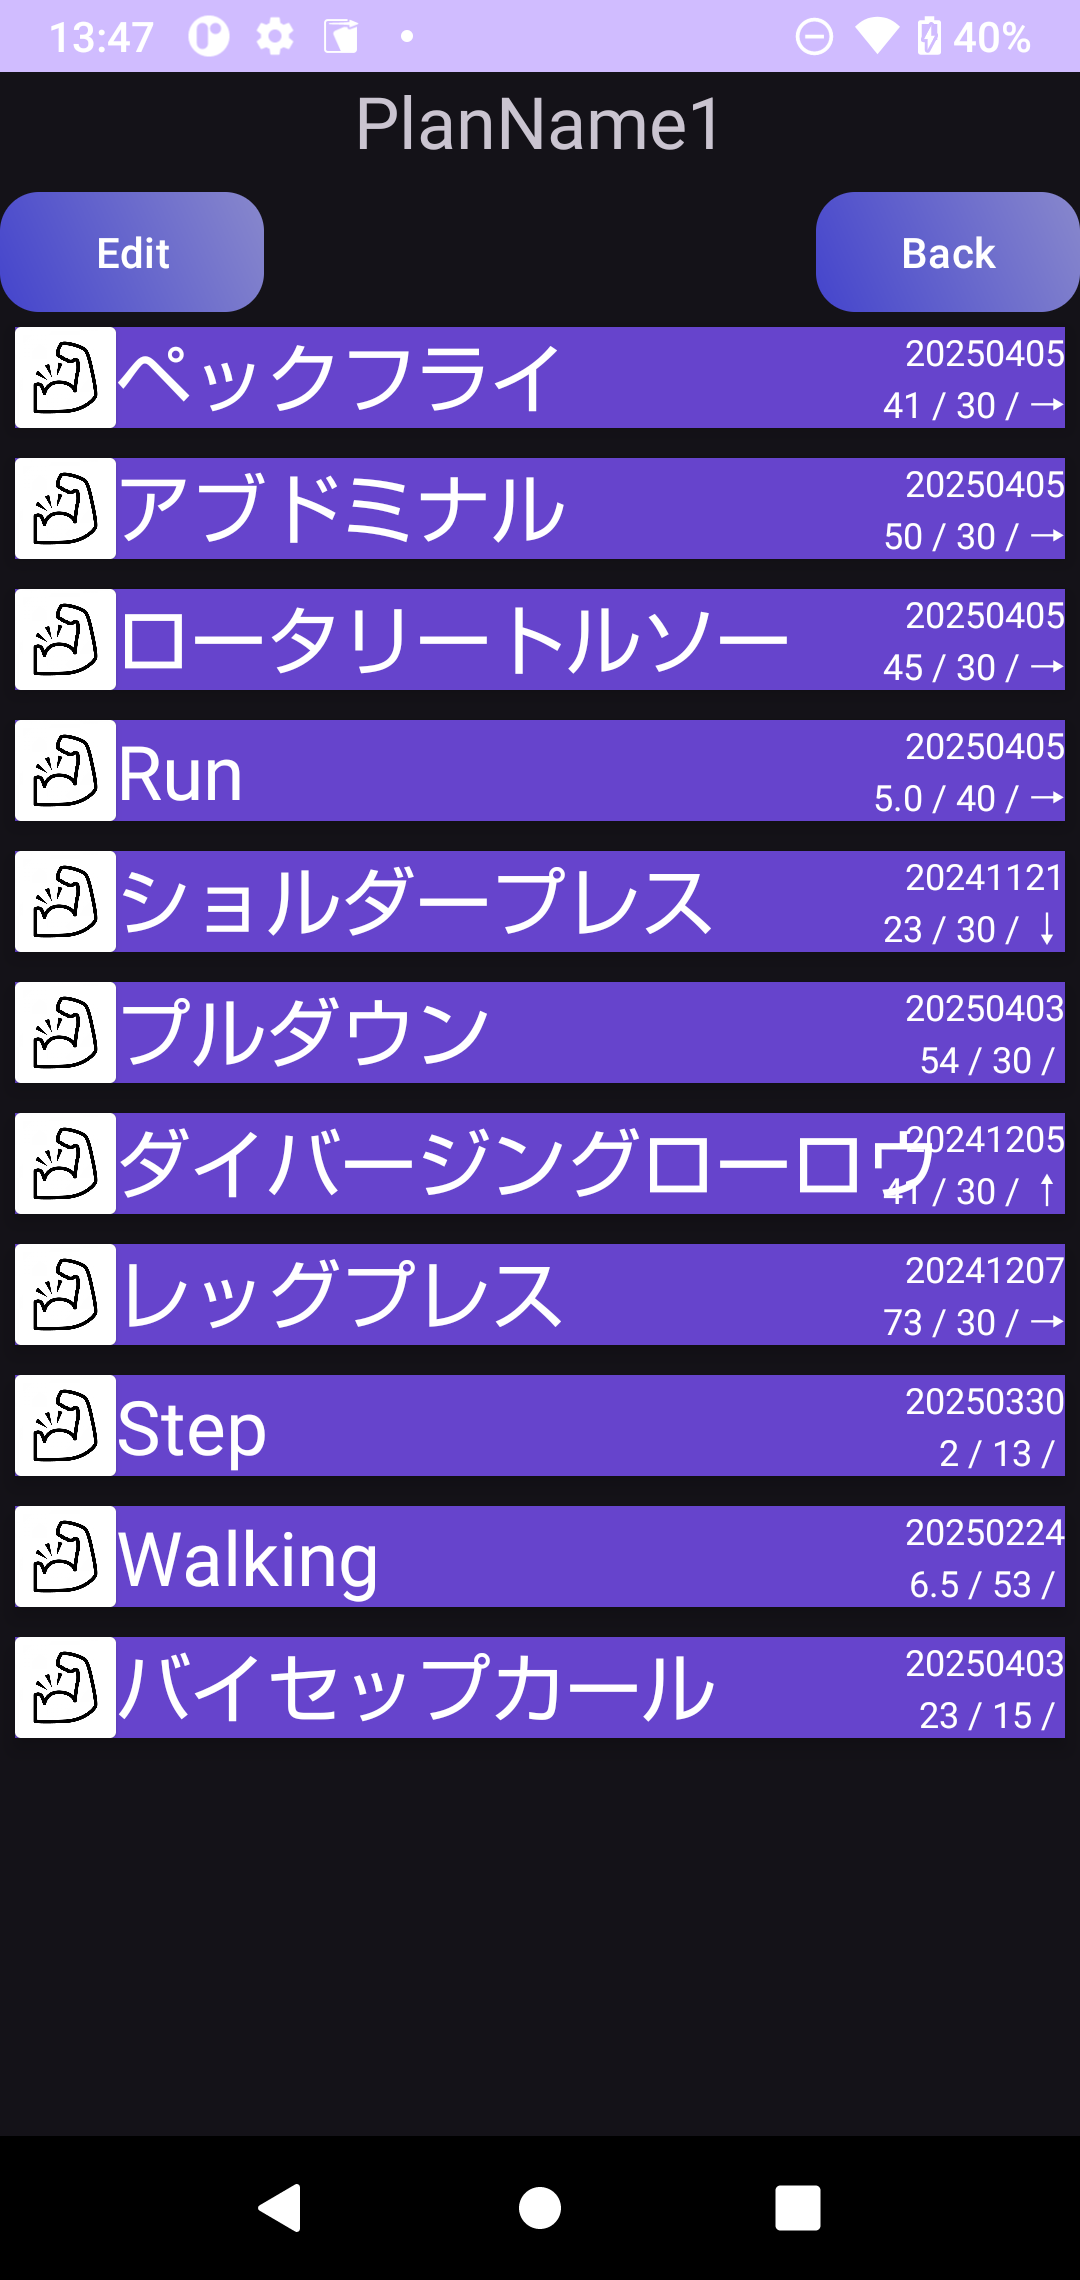 13:47
40%
PlanName1
Edit
Back
ペックフライ
20250405
41 / 30 / →
アブドミナル
20250405
50 / 30 / →
ロータリートルソー
20250405
45 / 30 / →
Run
20250405
5.0 / 40 / →
ショルダープレス
20241121
23 / 30 / ↓
プルダウン
20250403
54 / 30 /
ダイバージングローロウ
20241205
41 / 30 / ↑
レッグプレス
20241207
73 / 30 / →
Step
20250330
2 / 13 /
Walking
20250224
6.5 / 53 /
バイセップカール
20250403
23 / 15 /